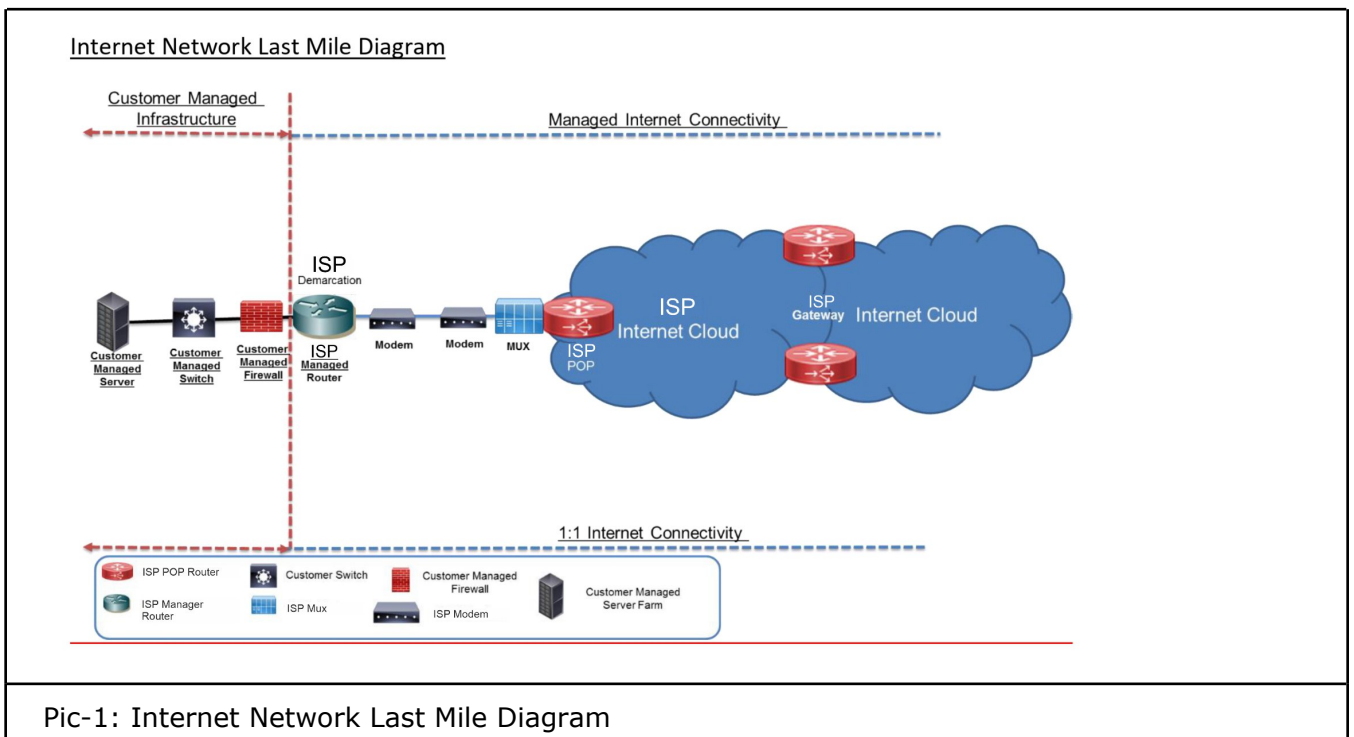 Internet Network Last Mile Diagram
Customer Managed
Infrastructure
Managed Internet Connectivity
ISP
Demarcation
Customer
Managed
Server
Customer
Managed
Switch
Customer
Managed
Firewall
ISP
Managed
Router
Modem
Modem
MUX
ISP
POP
ISP
Internet Cloud
ISP
Gateway
Internet Cloud
1:1 Internet Connectivity
ISP POP Router
Customer Switch
Customer Managed
Firewall
Customer Managed
Server Farm
ISP Manager
Router
ISP Mux
ISP Modem
Pic-1: Internet Network Last Mile Diagram